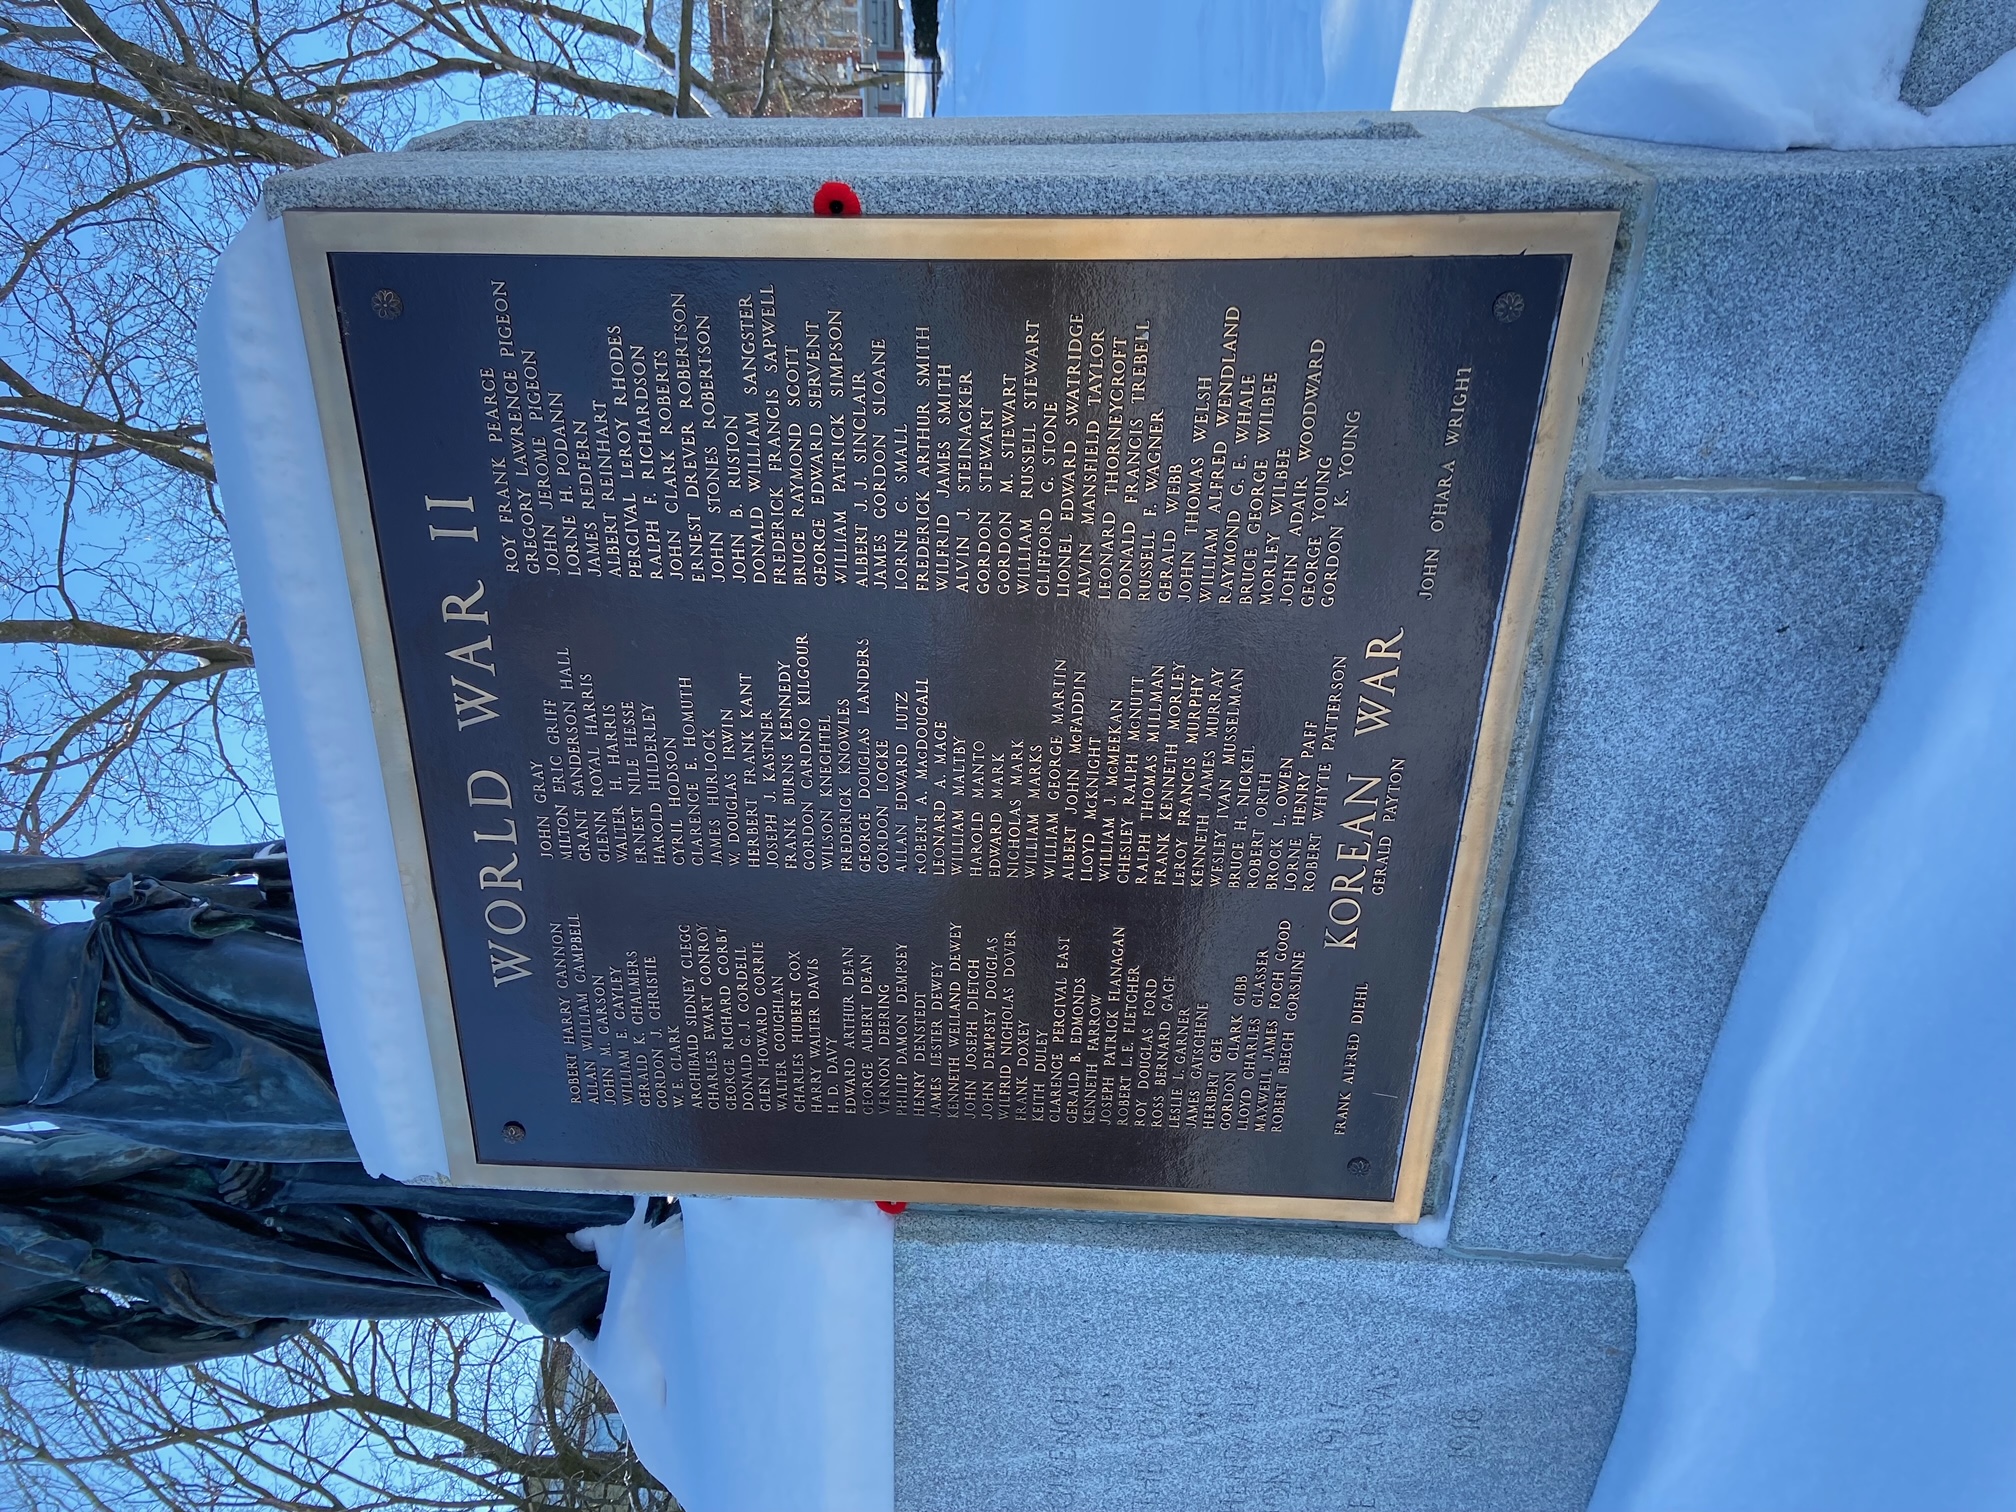 WORLD WAR II
ROBERT HARRY CANNON
ALLAN WILLIAM CAMPBELL
JOHN M. CARSON
WILLIAM E. CAYLEY
GERALD K. CHALMERS
GORDON J. CHRISTIE
W. E. CLARK
ARCHIBALD SIDNEY CLEGG
CHARLES EWART CONROY
GEORGE RICHARD CORBY
DONALD G. J. CORDELL
GLEN HOWARD CORRIE
WALTER COUGHLAN
CHARLES HUBERT COX
HARRY WALTER DAVIS
H. D. DAVY
EDWARD ARTHUR DEAN
GEORGE ALBERT DEAN
VERNON DEERING
PHILIP DAMON DEMPSEY
HENRY DENSTEDT
JAMES LESTER DEWEY
KENNETH WEILAND DEWEY
JOHN JOSEPH DIETCH
JOHN DEMPSEY DOUGLAS
WILFRID NICHOLAS DOVER
FRANK DOXEY
KEITH DULEY
CLARENCE PERCIVAL EAST
GERALD B. EDMONDS
KENNETH FARROW
JOSEPH PATRICK FLANAGAN
ROBERT L. E. FLETCHER
ROY DOUGLAS FORD
ROSS BERNARD GAGE
LESLIE L. GARNER
JAMES GATSCHENE
HERBERT GEE
GORDON CLARK GIBB
LLOYD CHARLES GLASSER
MAXWELL JAMES FOCH GOOD
ROBERT BEECH GORSLINE
JOHN GRAY
MILTON ERIC GRIFF
GRANT SANDERSON HALL
GLENN ROYAL HARRIS
WALTER H. HARRIS
ERNEST NILE HESSE
HAROLD HILDERLEY
CYRIL HODSON
CLARENCE E. HOMUTH
JAMES HURLOCK
W. DOUGLAS IRWIN
HERBERT FRANK KANT
JOSEPH J. KASTNER
FRANK BURNS KENNEDY
GORDON CARDNO KILGOUR
WILSON KNECHTEL
FREDERICK KNOWLES
GEORGE DOUGLAS LANDERS
GORDON LOCKE
ALLAN EDWARD LUTZ
ROBERT A. McDOUGALL
LEONARD A. MACE
WILLIAM MALTBY
HAROLD MANTO
EDWARD MARK
NICHOLAS MARK
WILLIAM MARKS
WILLIAM GEORGE MARTIN
ALBERT JOHN McFADDIN
LLOYD McKNIGHT
WILLIAM J. McMEEKAN
CHESLEY RALPH McNUTT
RALPH THOMAS MILLMAN
FRANK KENNETH MORLEY
LeROY FRANCIS MURPHY
KENNETH JAMES MURRAY
WESLEY IVAN MUSSELMAN
BRUCE H. NICKEL
ROBERT ORTH
BROCK L. OWEN
LORNE HENRY PAFF
ROBERT WHYTE PATTERSON
ROY FRANK PEARCE
GREGORY LAWRENCE PIGEON
JOHN JEROME PIGEON
LORNE H. PODANN
JAMES REDFERN
ALBERT REINHART
PERCIVAL LEROY RHODES
RALPH F. RICHARDSON
JOHN CLARK ROBERTS
ERNEST DREVER ROBERTSON
JOHN STONES ROBERTSON
JOHN B. RUSTON
DONALD WILLIAM SANGSTER
FREDERICK FRANCIS SAPWELL
BRUCE RAYMOND SCOTT
GEORGE EDWARD SERVENT
WILLIAM PATRICK SIMPSON
ALBERT J. J. SINCLAIR
JAMES GORDON SLOANE
LORNE C. SMALL
FREDERICK ARTHUR SMITH
WILFRID JAMES SMITH
ALVIN J. STEINACKER
GORDON STEWART
GORDON M. STEWART
WILLIAM RUSSELL STEWART
CLIFFORD G. STONE
LIONEL EDWARD SWATRIDGE
ALVIN MANSFIELD TAYLOR
LEONARD THORNEYCROFT
DONALD FRANCIS TREBELL
RUSSELL F. WAGNER
GERALD WEBB
JOHN THOMAS WELSH
WILLIAM ALFRED WENDLAND
RAYMOND G. E. WHALE
BRUCE GEORGE WILBEE
MORLEY WILBEE
JOHN ADAIR WOODWARD
GEORGE YOUNG
GORDON K. YOUNG
KOREAN WAR
FRANK ALFRED DIEHL
GERALD PAYTON
JOHN O'HARA WRIGHT
1917
1918